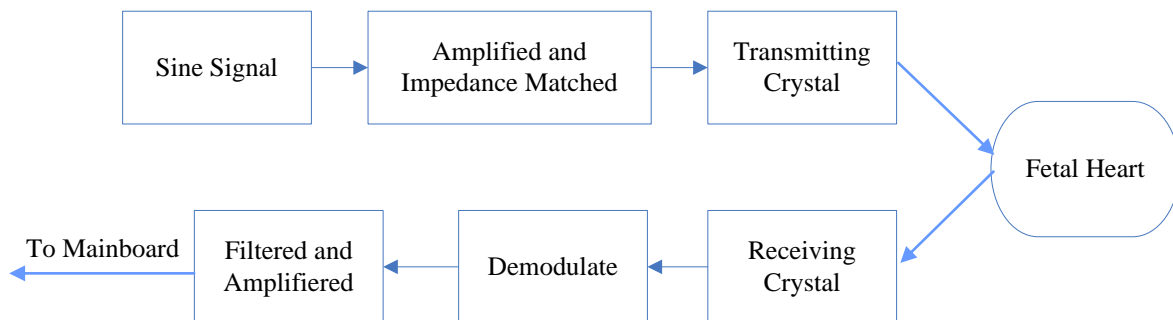 Sine Signal
Amplified and
Impedance Matched
Transmitting
Crystal
Fetal Heart
Receiving
Crystal
Demodulate
Filtered and
Amplifiered
To Mainboard